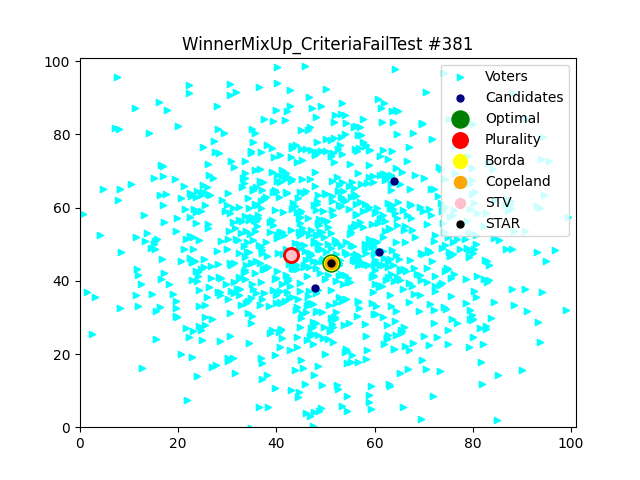 WinnerMixUp_CriteriaFailTest #381
Voters
Candidates
Optimal
Plurality
Borda
Copeland
STV
STAR
100
80
60
40
20
0
0 20 40 60 80 100